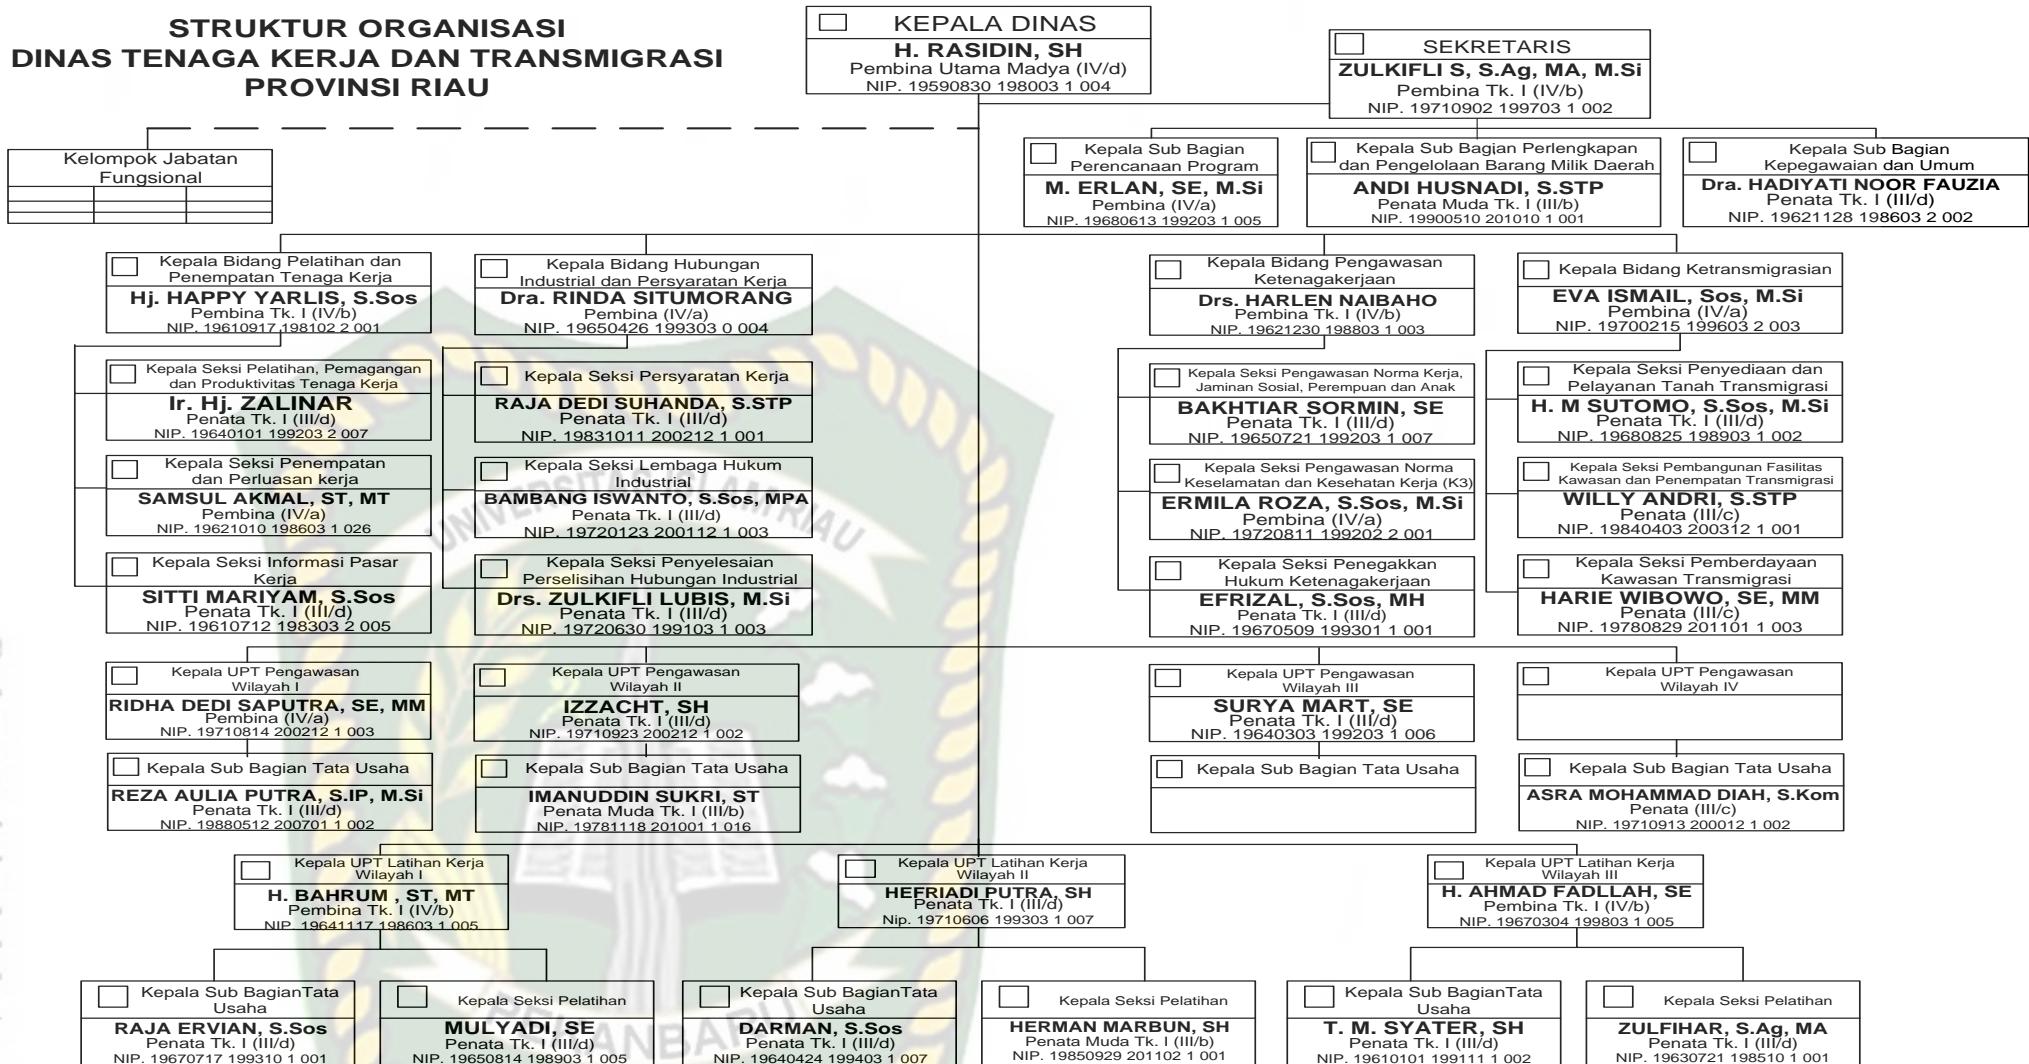 STRUKTUR ORGANISASI
DINAS TENAGA KERJA DAN TRANSMIGRASI
PROVINSI RIAU
KEPALA DINAS
H. RASIDIN, SH
Pembina Utama Madya (IV/d)
NIP. 19590830 198003 1 004
SEKRETARIS
ZULKIFLI S, S.Ag, MA, M.Si
Pembina Tk. I (IV/b)
NIP. 19710902 199703 1 002
Kelompok Jabatan
Fungsional
Kepala Sub Bagian
Perencanaan Program
M. ERLAN, SE, M.Si
Pembina (IV/a)
NIP. 19680613 199203 1 005
Kepala Sub Bagian Perlengkapan
dan Pengelolaan Barang Milik Daerah
ANDI HUSNADI, S.STP
Penata Muda Tk. I (III/b)
NIP. 19900510 201010 1 001
Kepala Sub Bagian
Kepegawaian dan Umum
Dra. HADIYATI NOOR FAUZIA
Penata Tk. I (III/d)
NIP. 19621128 198603 2 002
Kepala Bidang Pelatihan dan
Penempatan Tenaga Kerja
Hj. HAPPY YARLIS, S.Sos
Pembina Tk. I (IV/b)
NIP. 19610917 198102 2 001
Kepala Bidang Hubungan
Industrial dan Persyaratan Kerja
Dra. RINDA SITUMORANG
Pembina (IV/a)
NIP. 19650426 199303 0 004
Kepala Bidang Pengawasan
Ketenagakerjaan
Drs. HARLEN NAIBAHO
Pembina Tk. I (IV/b)
NIP. 19621230 198803 1 003
Kepala Bidang Ketransmigrasian
EVA ISMAIL, Sos, M.Si
Pembina (IV/a)
NIP. 19700215 199603 2 003
Kepala Seksi Pelatihan, Pemagangan
dan Produktivitas Tenaga Kerja
Ir. Hj. ZALINAR
Penata Tk. I (III/d)
NIP. 19640101 199203 2 007
Kepala Seksi Persyaratan Kerja
RAJA DEDI SUHANDA, S.STP
Penata Tk. I (III/d)
NIP. 19831011 200212 1 001
Kepala Seksi Pengawasan Norma Kerja,
Jaminan Sosial, Perempuan dan Anak
BAKHTIAR SORMIN, SE
Penata Tk. I (III/d)
NIP. 19650721 199203 1 007
Kepala Seksi Penyediaan dan
Pelayanan Tanah Transmigrasi
H. M SUTOMO, S.Sos, M.Si
Penata Tk. I (III/d)
NIP. 19680825 198903 1 002
Kepala Seksi Penempatan
dan Perluasan kerja
SAMSUL AKMAL, ST, MT
Pembina (IV/a)
NIP. 19621010 198603 1 026
Kepala Seksi Lembaga Hukum
Industrial
BAMBANG ISWANTO, S.Sos, MPA
Penata Tk. I (III/d)
NIP. 19720123 200112 1 003
Kepala Seksi Pengawasan Norma
Keselamatan dan Kesehatan Kerja (K3)
ERMILA ROZA, S.Sos, M.Si
Pembina (IV/a)
NIP. 19720811 199202 2 001
Kepala Seksi Pembangunan Fasilitas
Kawasan dan Penempatan Transmigrasi
WILLY ANDRI, S.STP
Penata (III/c)
NIP. 19840403 200312 1 001
Kepala Seksi Informasi Pasar
Kerja
SITTI MARIYAM, S.Sos
Penata Tk. I (III/d)
NIP. 19610712 198303 2 005
Kepala Seksi Penyelesaian
Perselisihan Hubungan Industrial
Drs. ZULKIFLI LUBIS, M.Si
Penata Tk. I (III/d)
NIP. 19720630 199103 1 003
Kepala Seksi Penegakkan
Hukum Ketenagakerjaan
EFRIZAL, S.Sos, MH
Penata Tk. I (III/d)
NIP. 19670509 199301 1 001
Kepala Seksi Pemberdayaan
Kawasan Transmigrasi
HARIE WIBOWO, SE, MM
Penata (III/c)
NIP. 19780829 201101 1 003
Kepala UPT Pengawasan
Wilayah I
RIDHA DEDI SAPUTRA, SE, MM
Pembina (IV/a)
NIP. 19710814 200212 1 003
Kepala UPT Pengawasan
Wilayah II
IZZACHT, SH
Penata Tk. I (III/d)
NIP. 19710923 200212 1 002
Kepala UPT Pengawasan
Wilayah III
SURYA MART, SE
Penata Tk. I (III/d)
NIP. 19640303 199203 1 006
Kepala UPT Pengawasan
Wilayah IV
Kepala Sub Bagian Tata Usaha
REZA AULIA PUTRA, S.IP, M.Si
Penata Tk. I (III/d)
NIP. 19880512 200701 1 002
Kepala Sub Bagian Tata Usaha
IMANUDDIN SUKRI, ST
Penata Muda Tk. I (III/b)
NIP. 19781118 201001 1 016
Kepala Sub Bagian Tata Usaha
Kepala Sub Bagian Tata Usaha
ASRA MOHAMMAD DIAH, S.Kom
Penata (III/c)
NIP. 19710913 200012 1 002
Kepala UPT Latihan Kerja
Wilayah I
H. BAHRUM , ST, MT
Pembina Tk. I (IV/b)
NIP. 19641117 198603 1 005
Kepala UPT Latihan Kerja
Wilayah II
HEFRIADI PUTRA, SH
Penata Tk. I (III/d)
Nip. 19710606 199303 1 007
Kepala UPT Latihan Kerja
Wilayah III
H. AHMAD FADLLAH, SE
Pembina Tk. I (IV/b)
NIP. 19670304 199803 1 005
Kepala Sub BagianTata
Usaha
RAJA ERVIAN, S.Sos
Penata Tk. I (III/d)
NIP. 19670717 199310 1 001
Kepala Seksi Pelatihan
MULYADI, SE
Penata Tk. I (III/d)
NIP. 19650814 198903 1 005
Kepala Sub BagianTata
Usaha
DARMAN, S.Sos
Penata Tk. I (III/d)
NIP. 19640424 199403 1 007
Kepala Seksi Pelatihan
HERMAN MARBUN, SH
Penata Muda Tk. I (III/b)
NIP. 19850929 201102 1 001
Kepala Sub BagianTata
Usaha
T. M. SYATER, SH
Penata Tk. I (III/d)
NIP. 19610101 199111 1 002
Kepala Seksi Pelatihan
ZULFIHAR, S.Ag, MA
Penata Tk. I (III/d)
NIP. 19630721 198510 1 001
UNIVERSITAS ISLAM RIAU
PEKANBARU